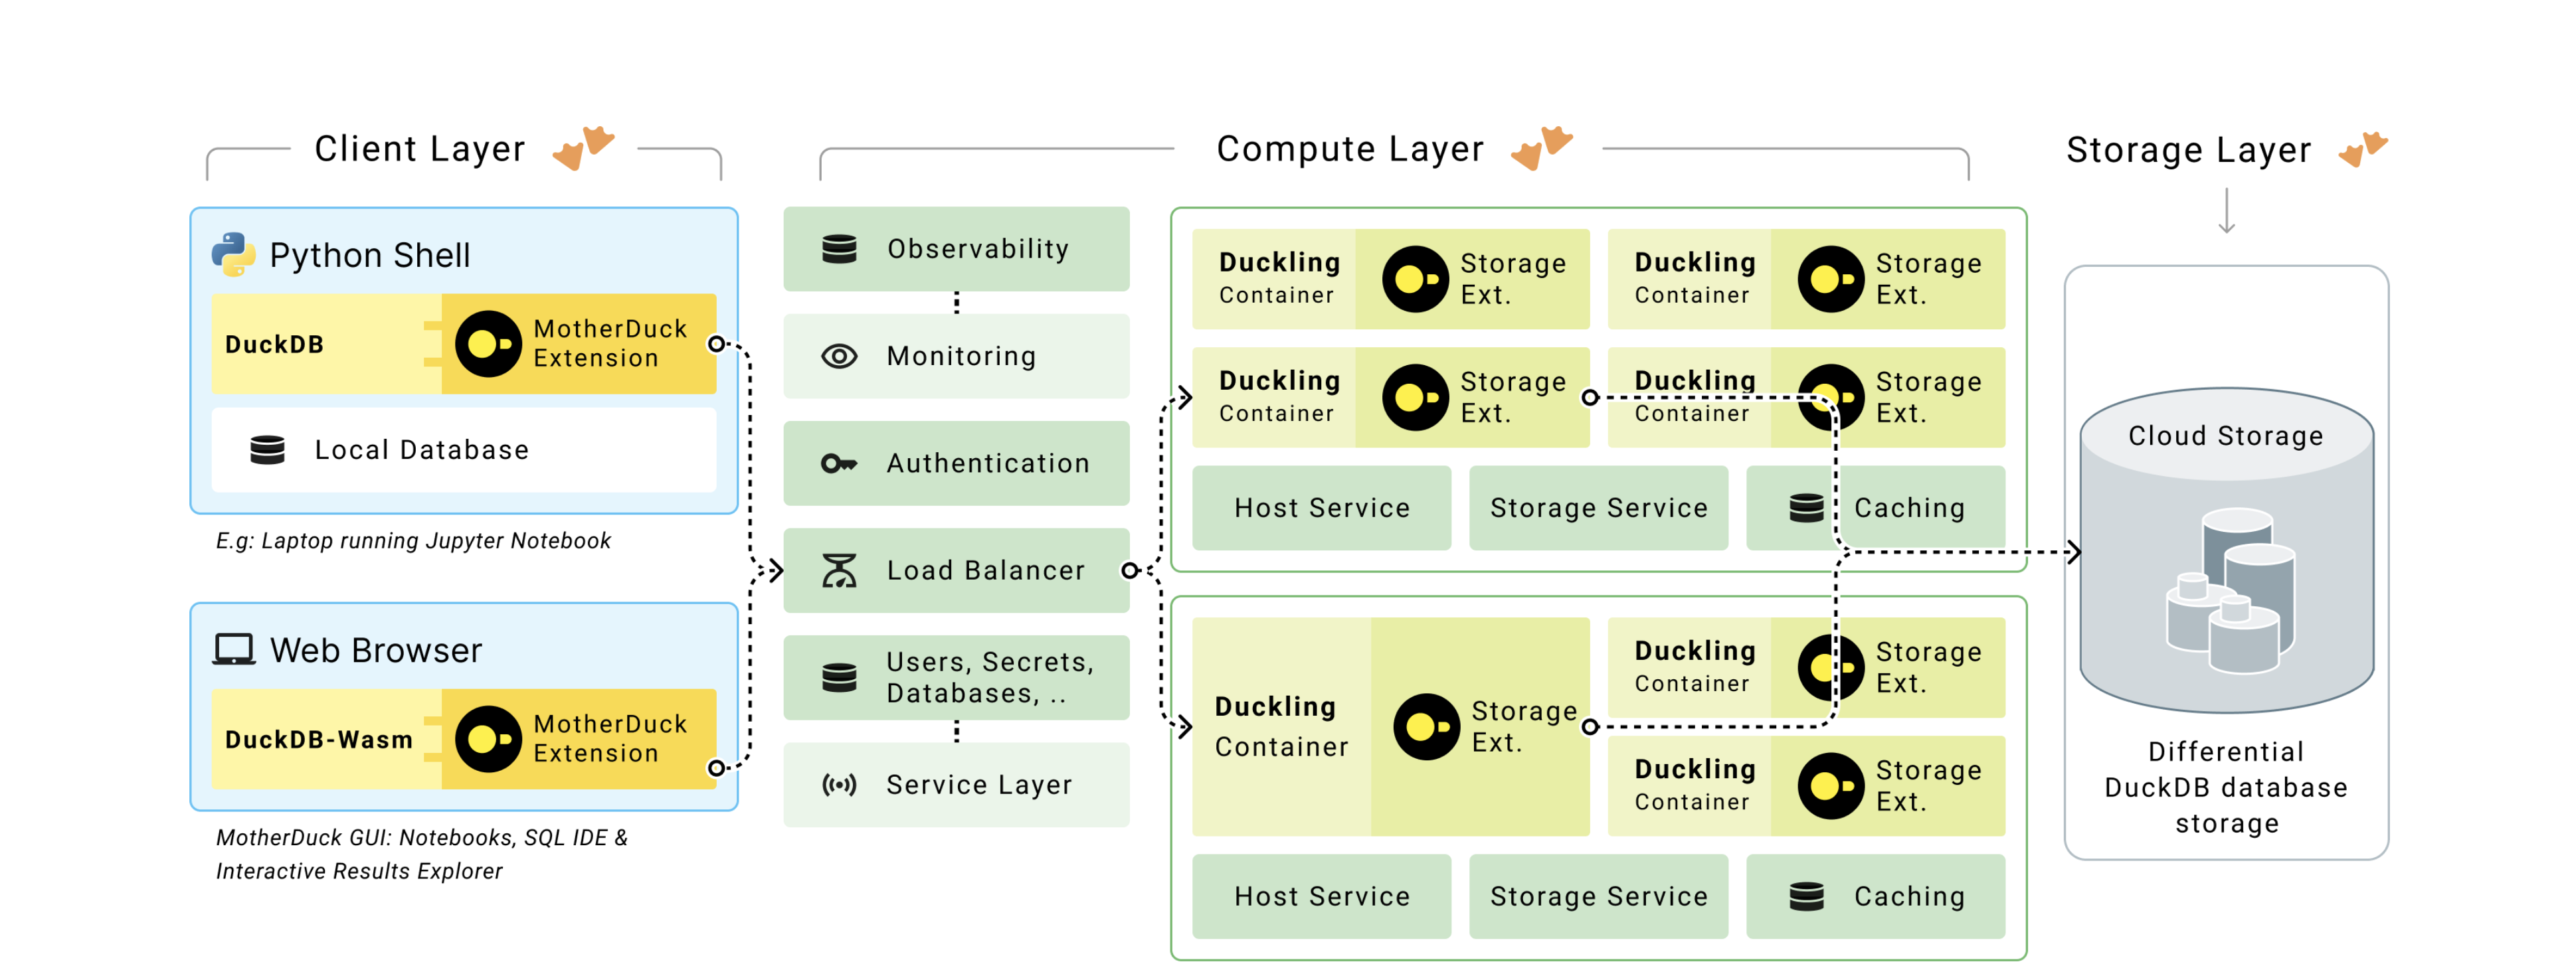 Client Layer
Compute Layer
Storage Layer
Python Shell
DuckDB
MotherDuck
Extension
Local Database
E.g: Laptop running Jupyter Notebook
Web Browser
DuckDB-Wasm
MotherDuck
Extension
MotherDuck GUI: Notebooks, SQL IDE &
Interactive Results Explorer
Observability
Monitoring
Authentication
Load Balancer
Users, Secrets,
Databases, ..
Service Layer
Duckling
Container
Storage
Ext.
Duckling
Container
Storage
Ext.
Duckling
Container
Storage
Ext.
Duckling
Container
Storage
Ext.
Host Service
Storage Service
Caching
Duckling
Container
Storage
Ext.
Duckling
Container
Storage
Ext.
Duckling
Container
Storage
Ext.
Host Service
Storage Service
Caching
Cloud Storage
Differential
DuckDB database
storage